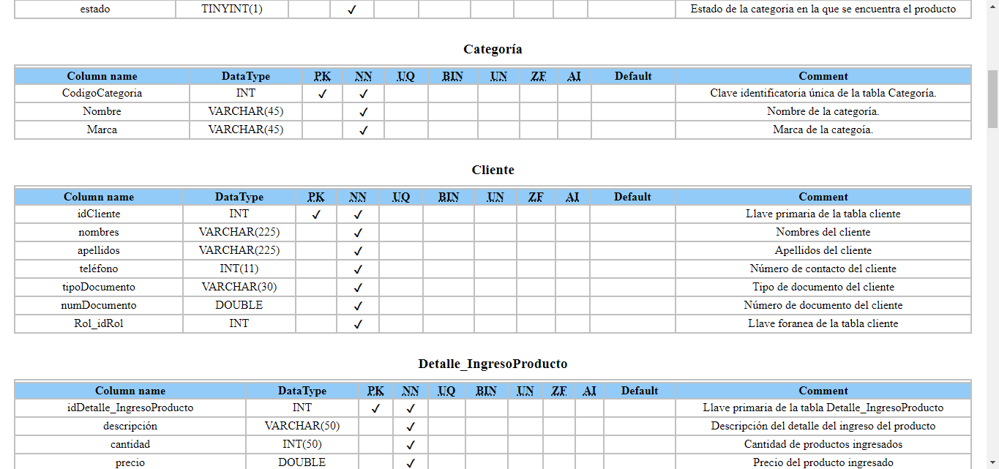 estado TINYINT(1) ✓ Estado de la categoria en la que se encuentra el producto
Categoría
Column name DataType PK NN UQ BIN UN ZF AI Default Comment
CodigoCategoria INT ✓ ✓ Clave identificatoria única de la tabla Categoría.
Nombre VARCHAR(45) ✓ Nombre de la categoría.
Marca VARCHAR(45) ✓ Marca de la categoía.
Cliente
Column name DataType PK NN UQ BIN UN ZF AI Default Comment
idCliente INT ✓ ✓ Llave primaria de la tabla cliente
nombres VARCHAR(225) ✓ Nombres del cliente
apellidos VARCHAR(225) ✓ Apellidos del cliente
teléfono INT(11) ✓ Número de contacto del cliente
tipoDocumento VARCHAR(30) ✓ Tipo de documento del cliente
numDocumento DOUBLE ✓ Número de documento del cliente
Rol_idRol INT ✓ Llave foranea de la tabla cliente
Detalle_IngresoProducto
Column name DataType PK NN UQ BIN UN ZF AI Default Comment
idDetalle_IngresoProducto INT ✓ ✓ Llave primaria de la tabla Detalle_IngresoProducto
descripción VARCHAR(50) ✓ Descripción del detalle del ingreso del producto
cantidad INT(50) ✓ Cantidad de productos ingresados
precio DOUBLE ✓ Precio del producto ingresado